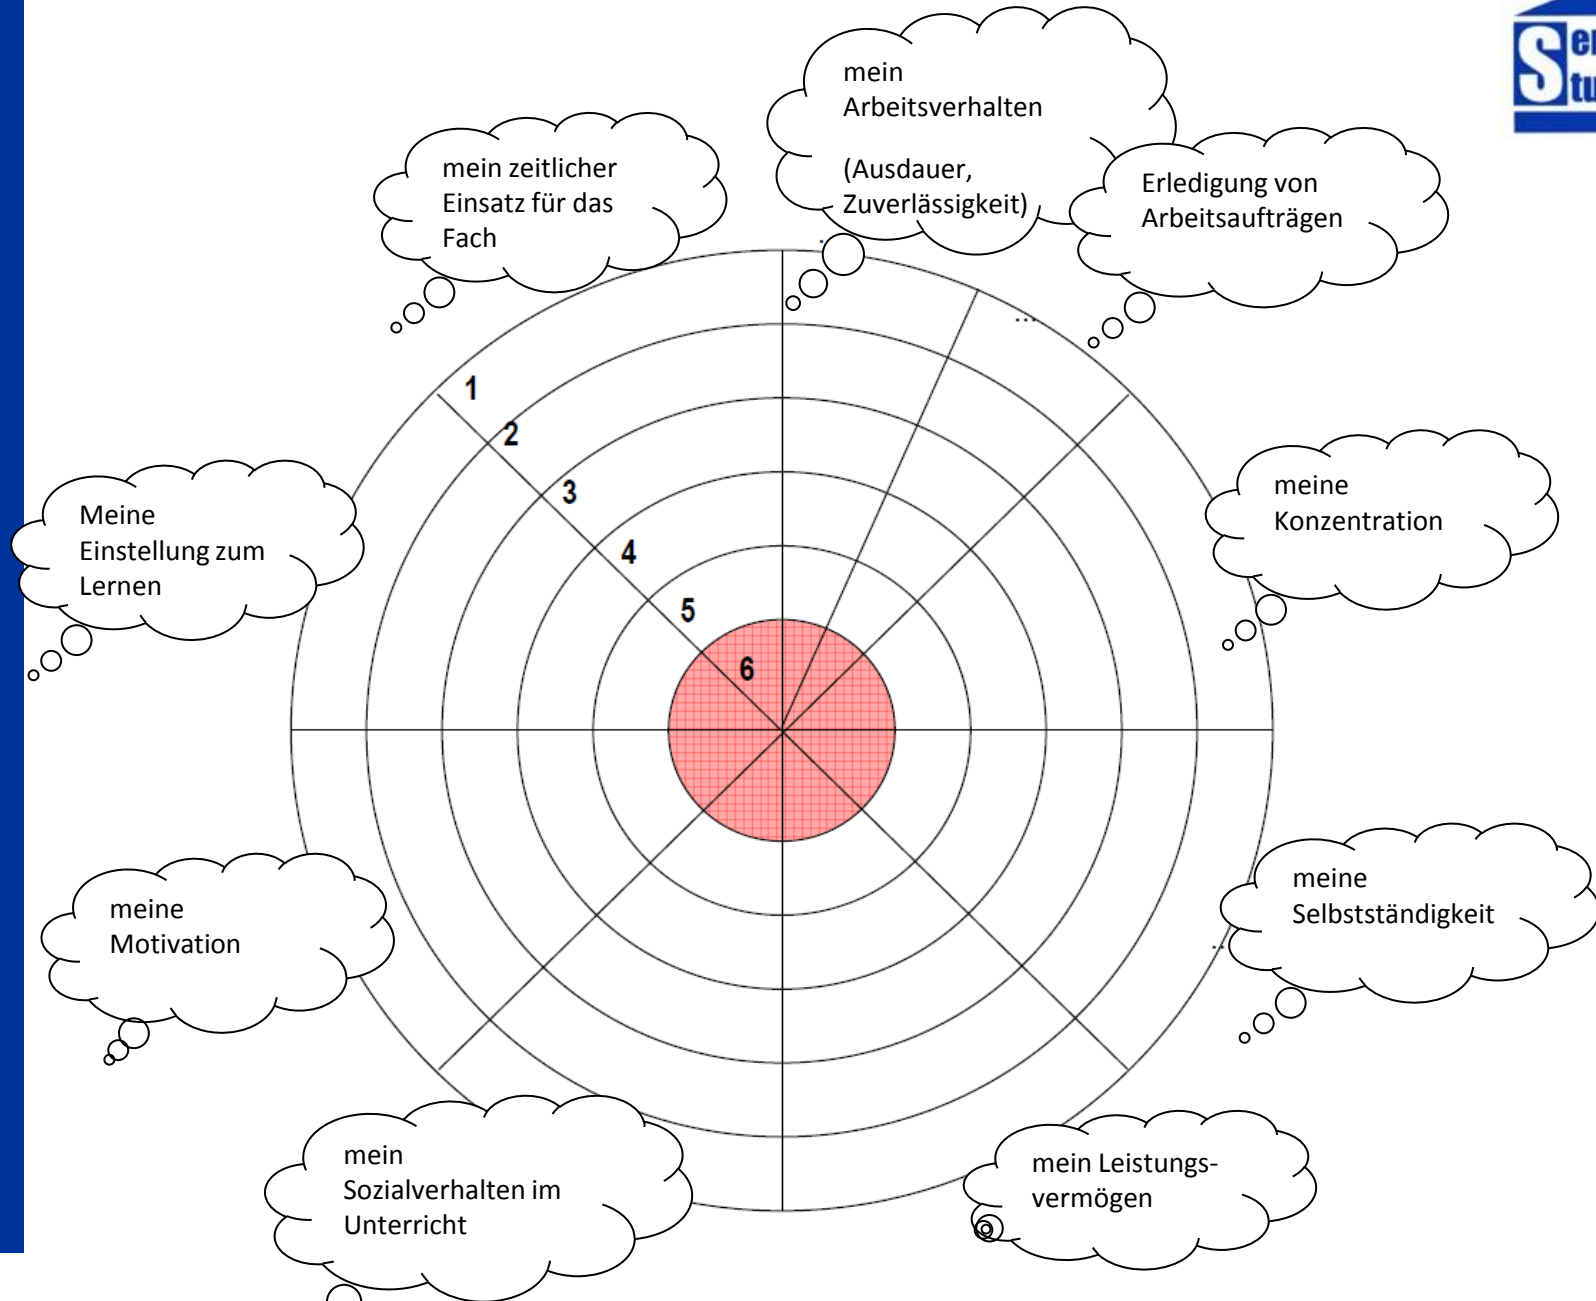 mein
Arbeitsverhalten
(Ausdauer,
Zuverlässigkeit)
mein zeitlicher
Einsatz für das
Fach
Erledigung von
Arbeitsaufträgen
...
1
2
3
4
5
6
Meine
Einstellung zum
Lernen
meine
Konzentration
meine
Motivation
meine
Selbstständigkeit
mein
Sozialverhalten im
Unterricht
mein Leistungs-
vermögen